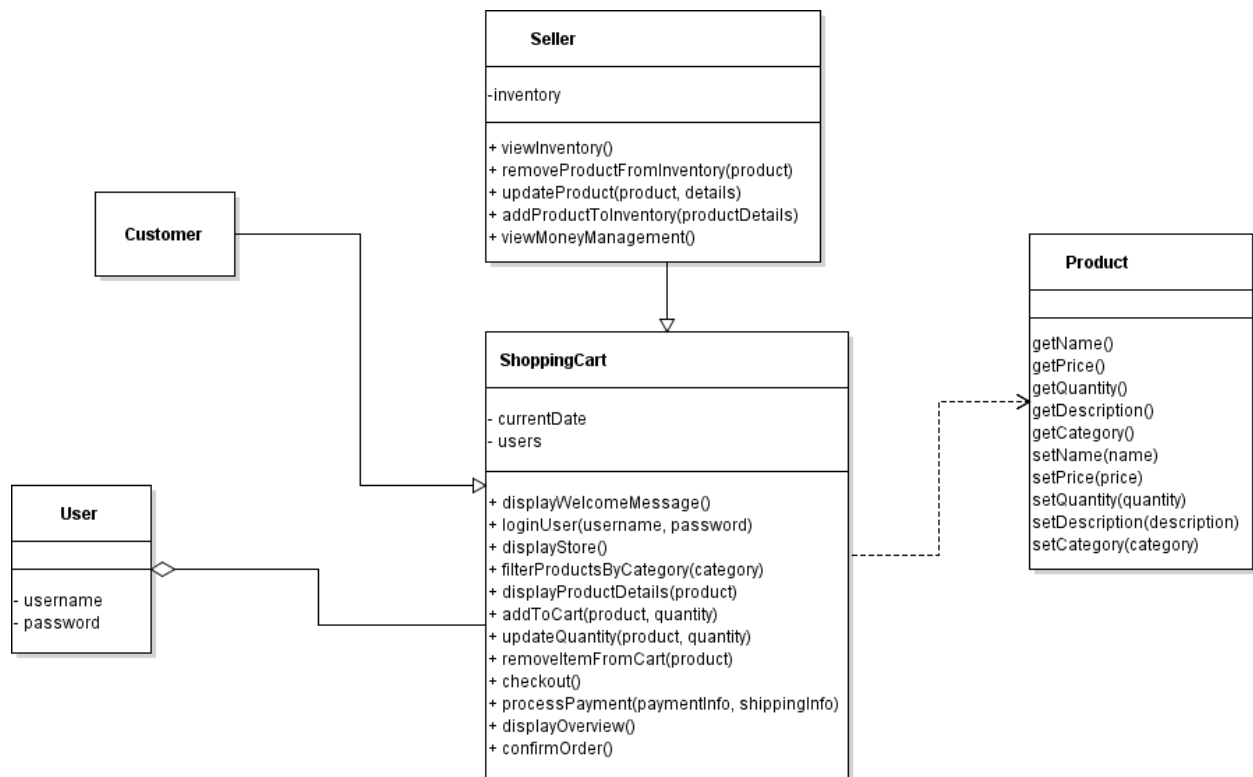 Seller
-inventory
+ viewInventory()
+ removeProductFromInventory(product)
+ updateProduct(product, details)
+ addProductToInventory(productDetails)
+ viewMoneyManagement()
Customer
Product
getName()
getPrice()
getQuantity()
getDescription()
getCategory()
setName(name)
setPrice(price)
setQuantity(quantity)
setDescription(description)
setCategory(category)
ShoppingCart
- currentDate
- users
+ displayWelcomeMessage()
+ loginUser(username, password)
+ displayStore()
+ filterProductsByCategory(category)
+ displayProductDetails(product)
+ addToCart(product, quantity)
+ updateQuantity(product, quantity)
+ removeItemFromCart(product)
+ checkout()
+ processPayment(paymentInfo, shippingInfo)
+ displayOverview()
+ confirmOrder()
User
- username
- password